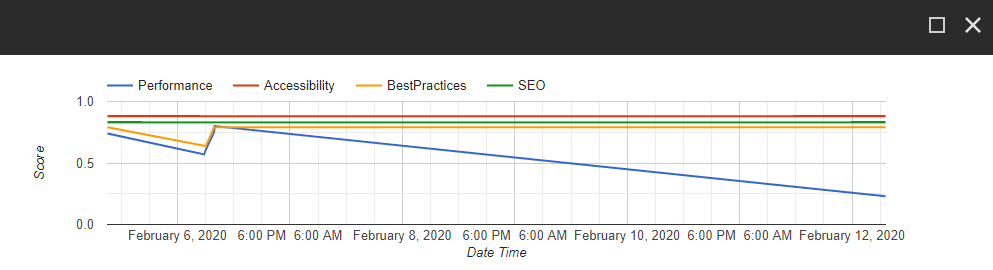 Performance Accessibility BestPractices SEO
1.0
0.5
0.0
Score
February 6, 2020 6:00 PM 6:00 AM February 8, 2020 6:00 PM 6:00 AM February 10, 2020 6:00 PM 6:00 AM February 12, 2020
Date Time